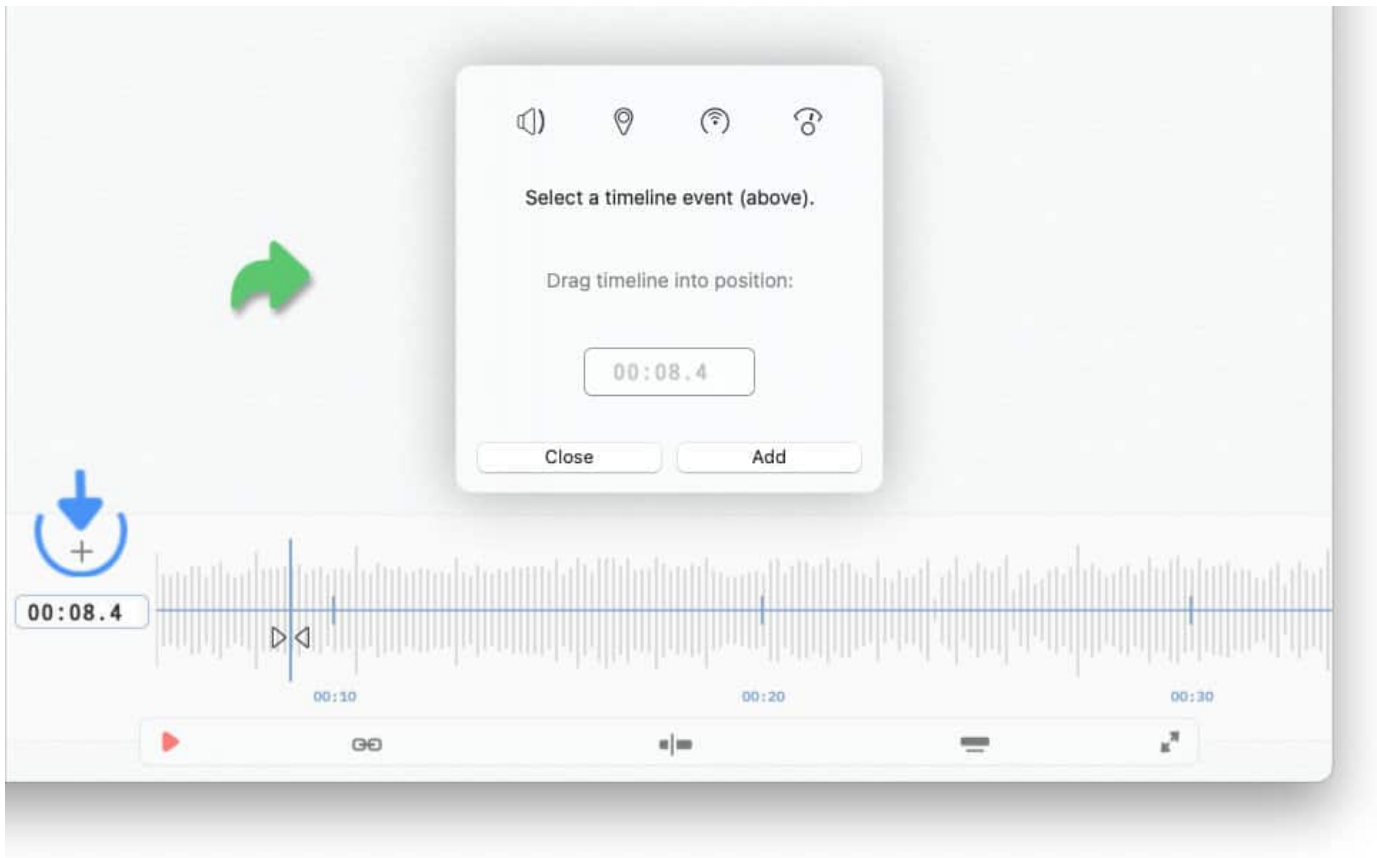 Select a timeline event (above).
Drag timeline into position:
00:08.4
Close
Add
00:08.4
00:10
00:20
00:30